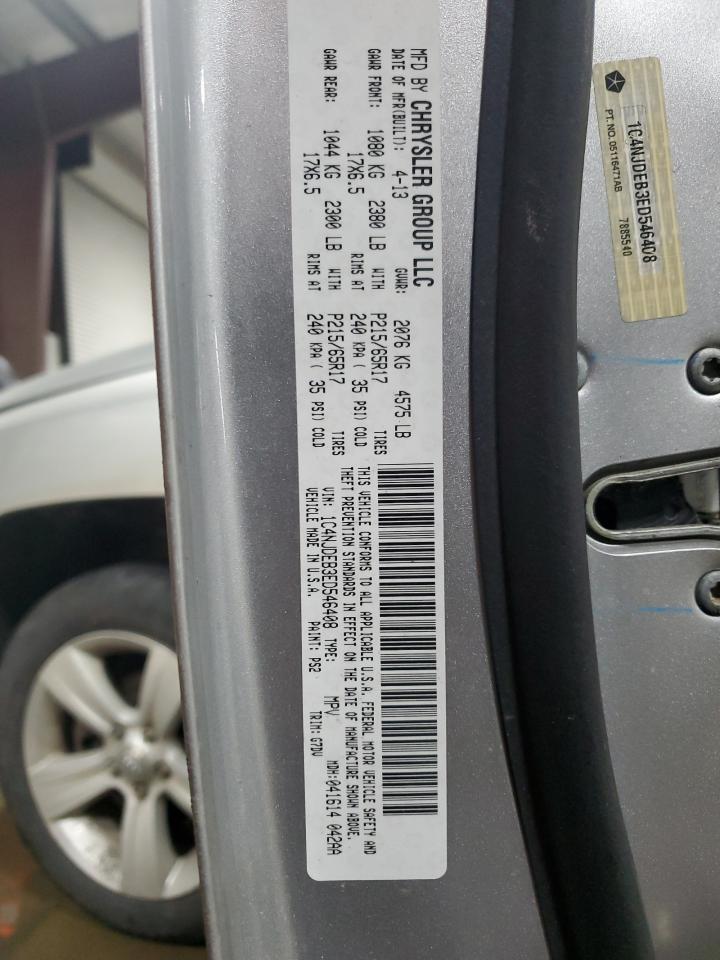 MFD BY CHRYSLER GROUP LLC
DATE OF MFR(BUILT): 4-13 GVWR: 2076 KG 4575 LB
GAWR FRONT: 1080 KG 2380 LB WITH P215/65R17 TIRES
17X6.5 RIMS AT 240 KPA ( 35 PSI) COLD
GAWR REAR: 1044 KG 2300 LB WITH P215/65R17 TIRES
17X6.5 RIMS AT 240 KPA ( 35 PSI) COLD
THIS VEHICLE CONFORMS TO ALL APPLICABLE U.S.A. FEDERAL MOTOR VEHICLE SAFETY AND
THEFT PREVENTION STANDARDS IN EFFECT ON THE DATE OF MANUFACTURE SHOWN ABOVE.
VIN: 1C4NJDEB3ED546408 TYPE: MPV MDH:041614 042AA
VEHICLE MADE IN U.S.A. PAINT: PS2 TRIM: G7DV
1C4NJDEB3ED546408
PT. NO. 05116471AB 7885540